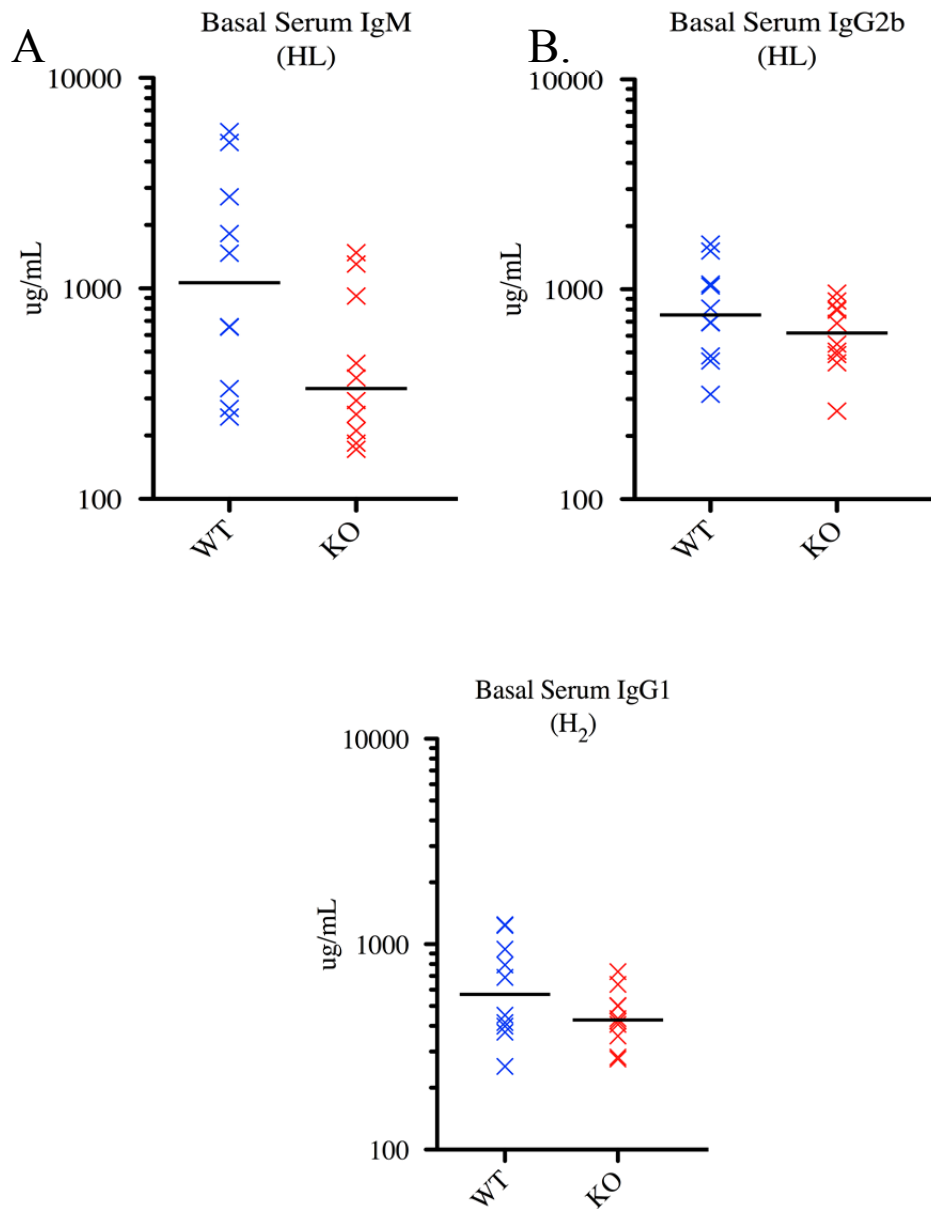 A
Basal Serum IgM
(HL)
10000
1000
100
ug/mL
WT
KO
B.
Basal Serum IgG2b
(HL)
10000
1000
100
ug/mL
WT
KO
Basal Serum IgG1
(H₂)
10000
1000
100
ug/mL
WT
KO